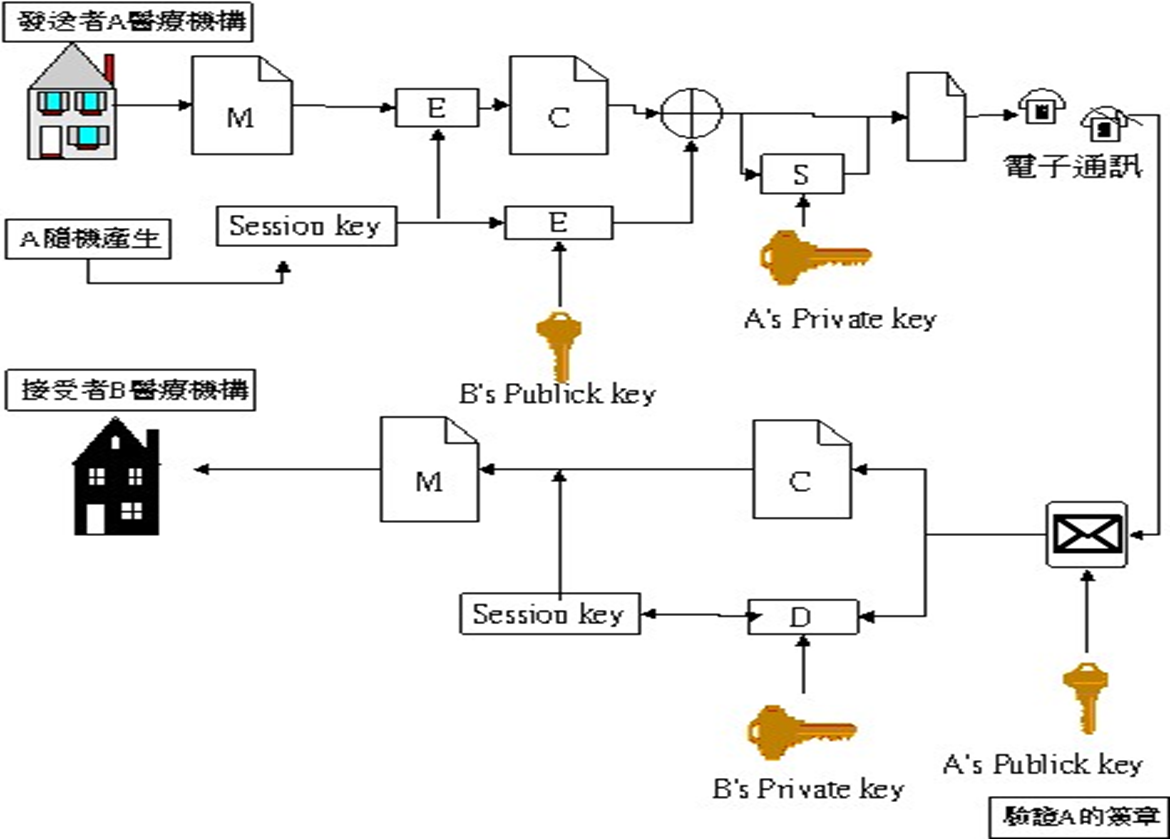 發送者A醫療機構
M
E
C
S
電子通訊
Session key
E
A隨機產生
A's Private key
B's Publick key
接受者B醫療機構
M
C
Session key
D
B's Private key
A's Publick key
驗證A的簽章